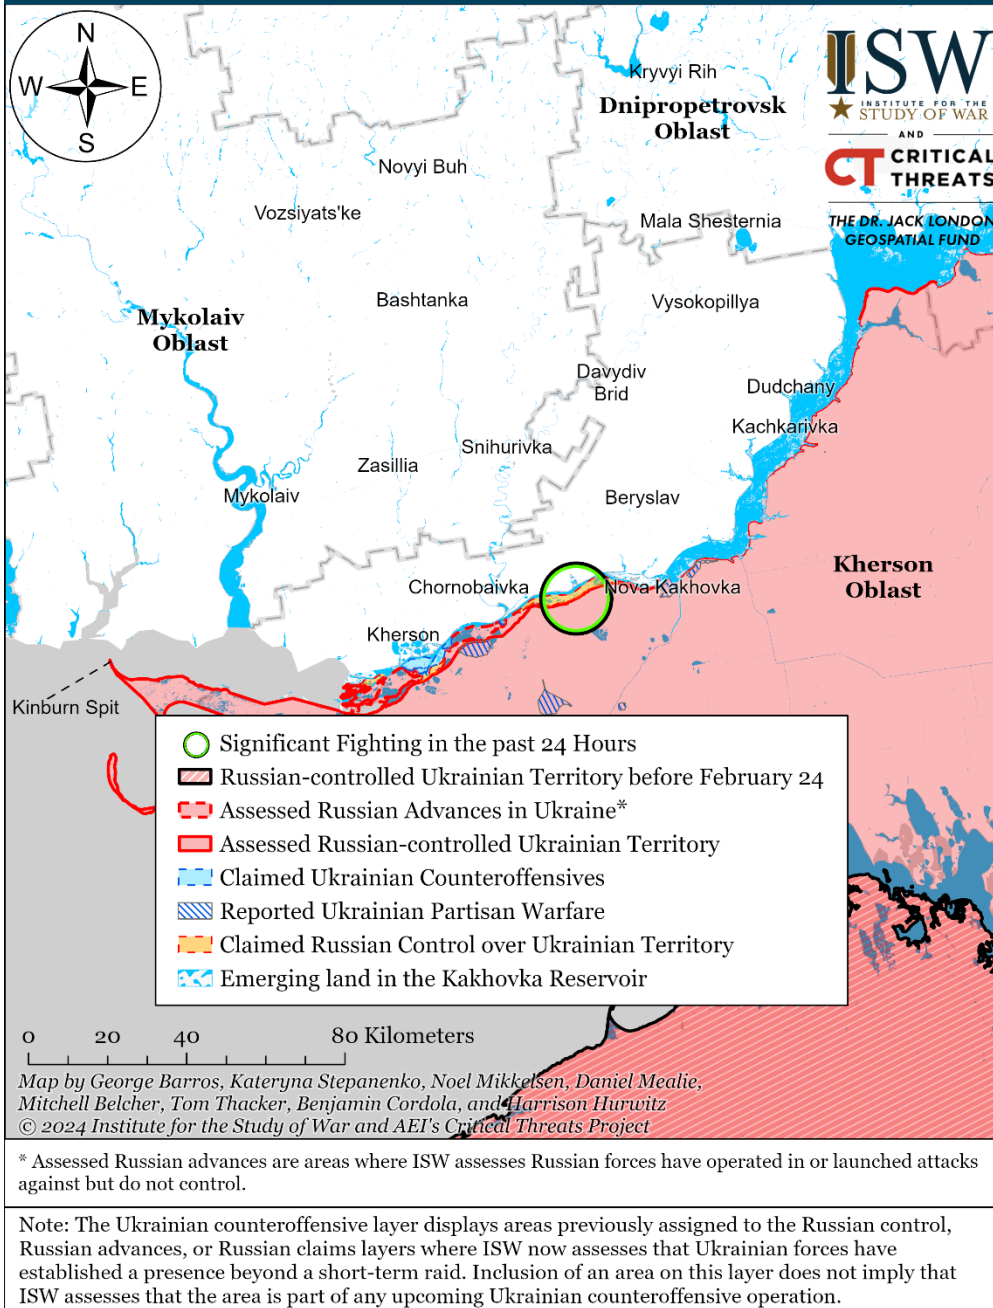 N
W
E
S
ISW
INSTITUTE FOR THE
STUDY OF WAR
AND
CT CRITICAL
THREATS
THE DR. JACK LONDON
GEOSPATIAL FUND
Kryvyi Rih
Dnipropetrovsk
Oblast
Novyi Buh
Vozsiyats'ke
Mala Shesternia
Bashtanka
Vysokopillya
Mykolaiv
Oblast
Davydiv
Brid
Dudchany
Kachkarivka
Snihurivka
Zasillia
Mykolaiv
Beryslav
Kherson
Oblast
Chornobaivka
Nova Kakhovka
Kherson
Kinburn Spit
Significant Fighting in the past 24 Hours
Russian-controlled Ukrainian Territory before February 24
Assessed Russian Advances in Ukraine*
Assessed Russian-controlled Ukrainian Territory
Claimed Ukrainian Counteroffensives
Reported Ukrainian Partisan Warfare
Claimed Russian Control over Ukrainian Territory
Emerging land in the Kakhovka Reservoir
0 20 40 80 Kilometers
Map by George Barros, Kateryna Stepanenko, Noel Mikkelsen, Daniel Mealie,
Mitchell Belcher, Tom Thacker, Benjamin Cordola, and Harrison Hurwitz
© 2024 Institute for the Study of War and AEI's Critical Threats Project
* Assessed Russian advances are areas where ISW assesses Russian forces have operated in or launched attacks
against but do not control.
Note: The Ukrainian counteroffensive layer displays areas previously assigned to the Russian control,
Russian advances, or Russian claims layers where ISW now assesses that Ukrainian forces have
established a presence beyond a short-term raid. Inclusion of an area on this layer does not imply that
ISW assesses that the area is part of any upcoming Ukrainian counteroffensive operation.